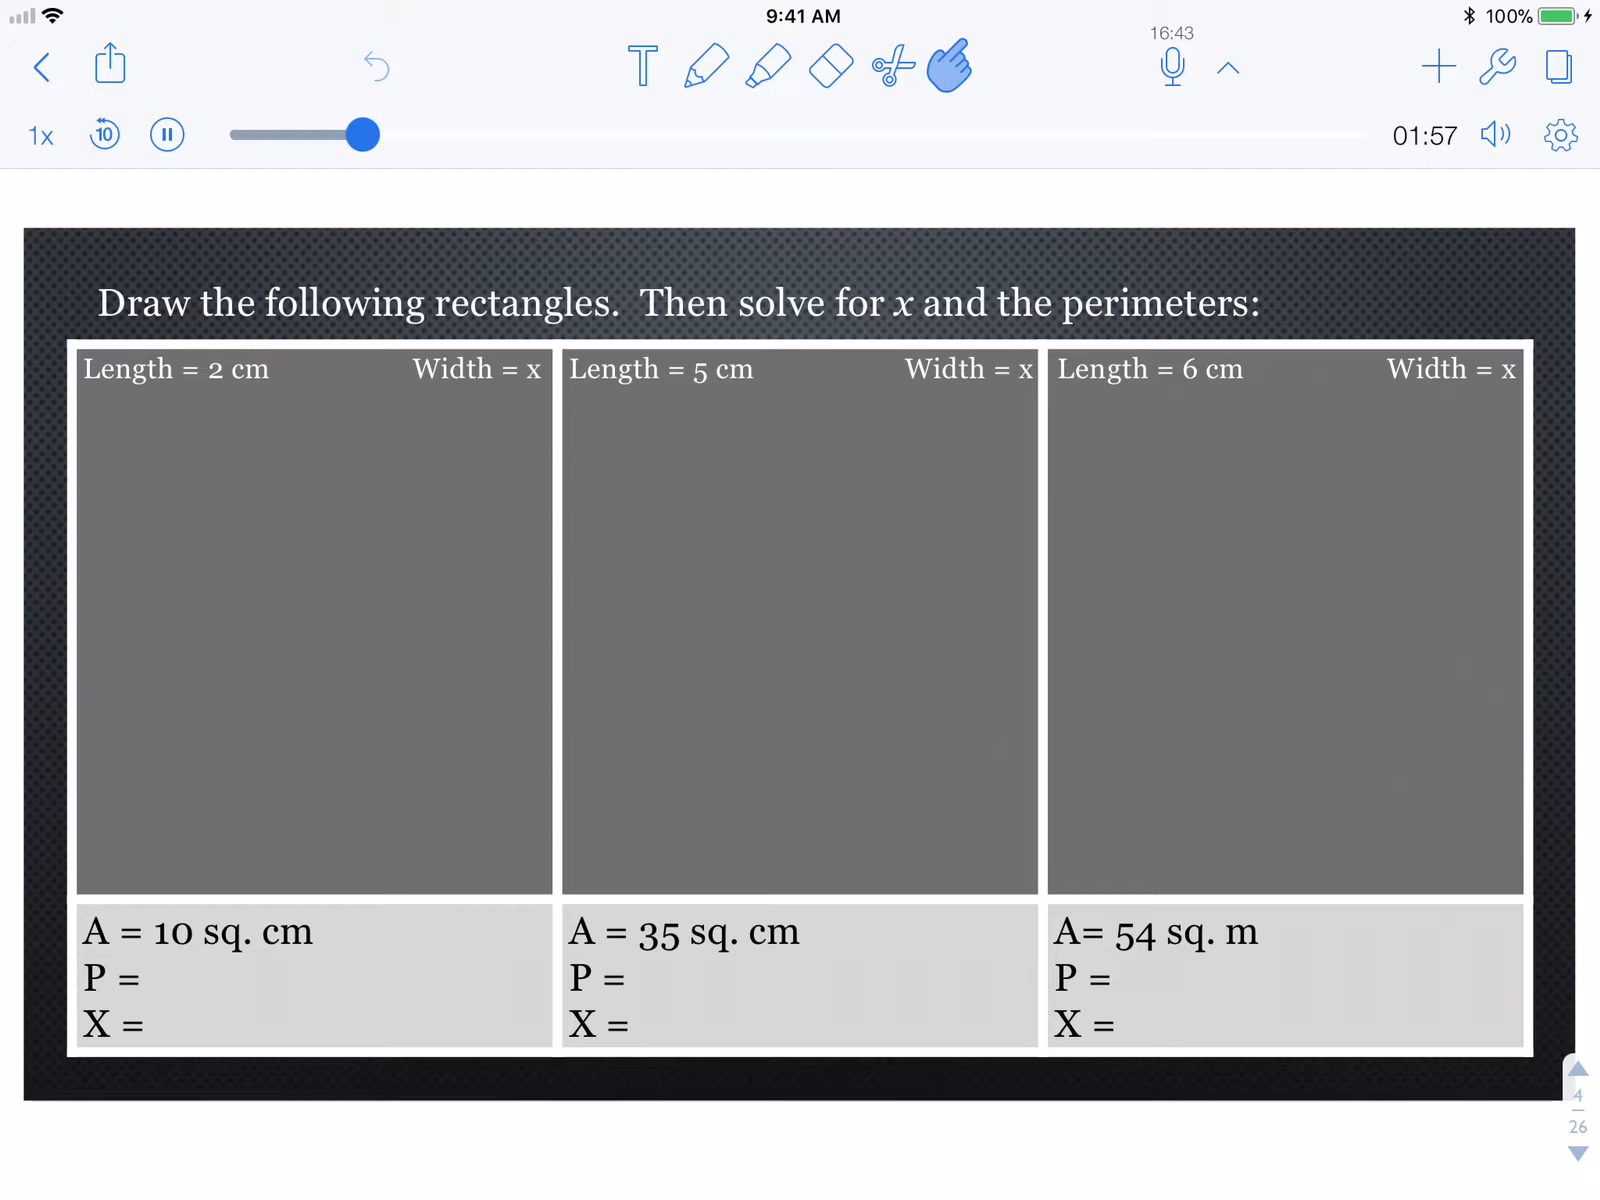 9:41 AM
100%
16:43
T
1x
10
01:57
Draw the following rectangles. Then solve for x and the perimeters:
Length = 2 cm Width = x
Length = 5 cm Width = x
Length = 6 cm Width = x
A = 10 sq. cm
P =
X =
A = 35 sq. cm
P =
X =
A= 54 sq. m
P =
X =
4
26